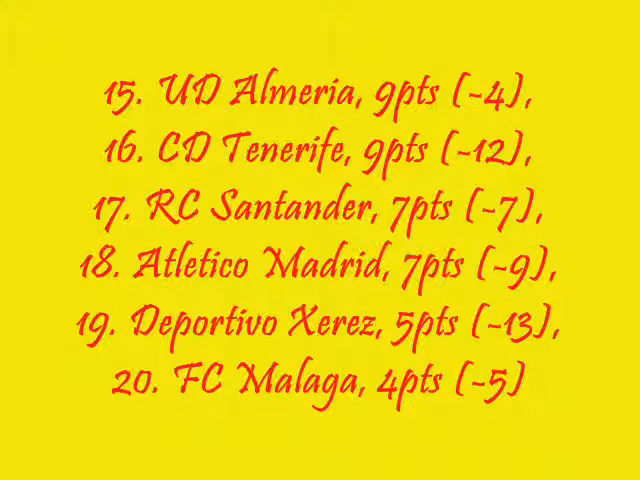 15. UD Almeria, 9pts (-4),
16. CD Tenerife, 9pts (-12),
17. RC Santander, 7pts (-7),
18. Atletico Madrid, 7pts (-9),
19. Deportivo Xerez, 5pts (-13),
20. FC Malaga, 4pts (-5)